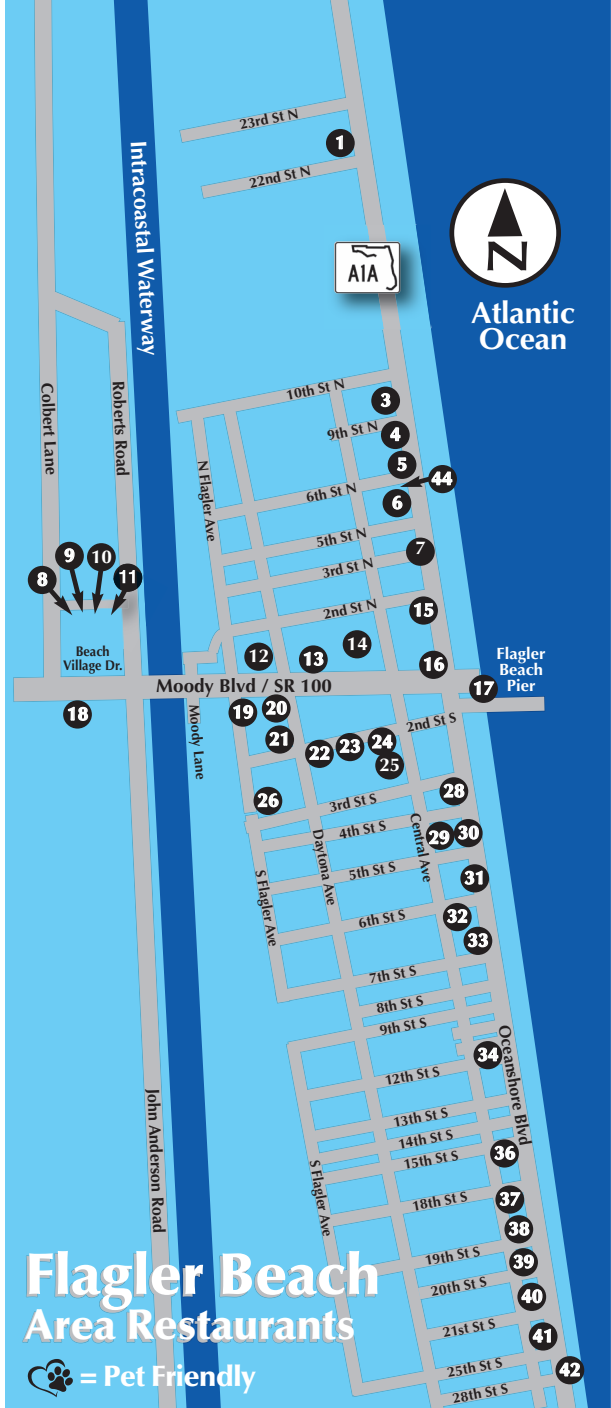 23rd St N
1
22nd St N
Intracoastal Waterway
A1A
N
Atlantic
Ocean
Colbert Lane
Roberts Road
10th St N
3
9th St N
4
5
N Flagler Ave
6th St N
44
6
5th St N
7
3rd St N
8
9
10
11
2nd St N
15
Beach
Village Dr.
12
13
14
16
Flagler
Beach
Pier
Moody Blvd / SR 100
17
18
Moody Lane
19
20
21
22
23
24
25
2nd St S
26
3rd St S
28
4th St S
Daytona Ave
Central Ave
29
30
S Flagler Ave
5th St S
31
6th St S
32
33
7th St S
8th St S
9th St S
Oceanshore Blvd
34
12th St S
John Anderson Road
13th St S
14th St S
15th St S
36
S Flagler Ave
18th St S
37
38
19th St S
39
20th St S
40
21st St S
41
25th St S
42
28th St S
Flagler Beach
Area Restaurants
= Pet Friendly